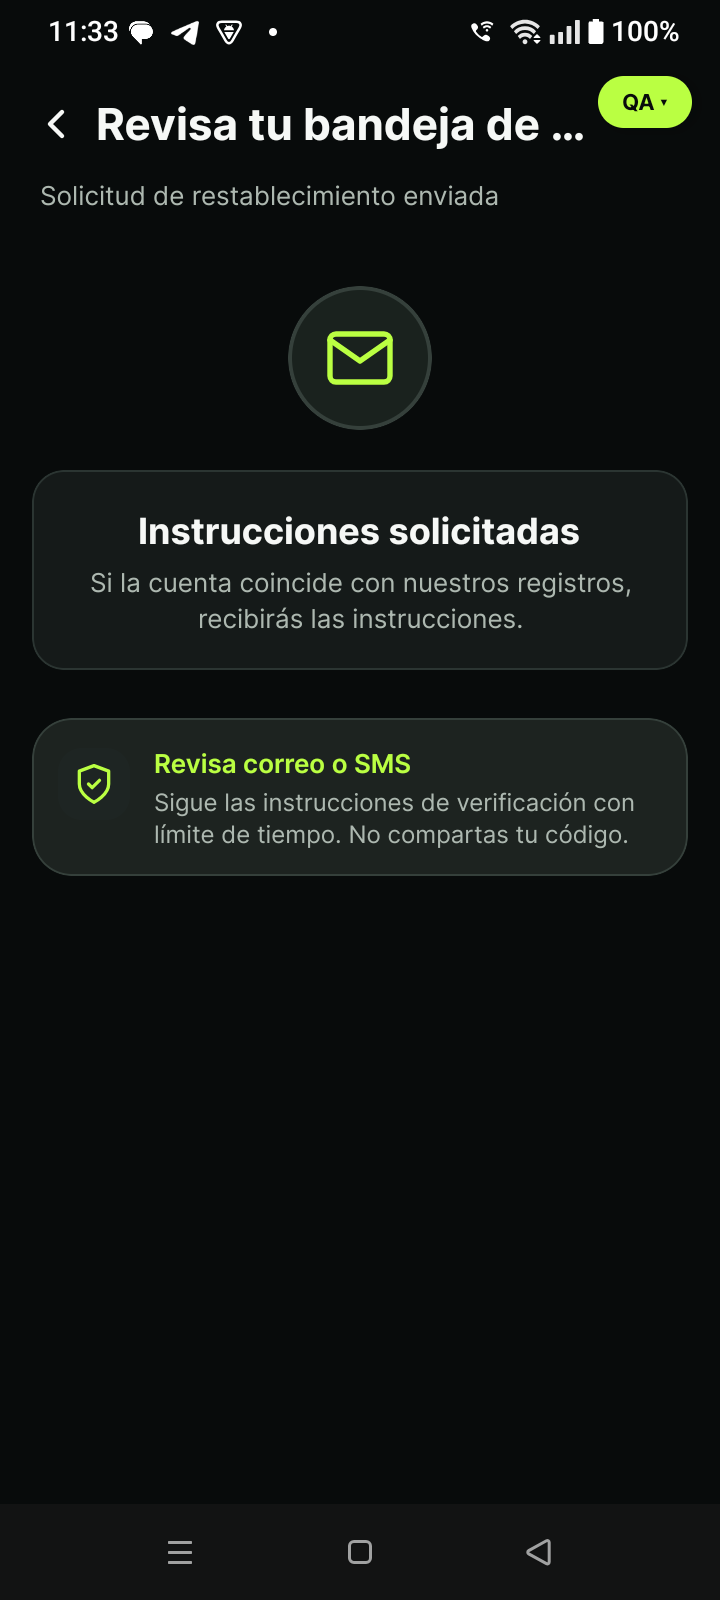 11:33
100%
QA
Revisa tu bandeja de ...
Solicitud de restablecimiento enviada
Instrucciones solicitadas
Si la cuenta coincide con nuestros registros,
recibirás las instrucciones.
Revisa correo o SMS
Sigue las instrucciones de verificación con
límite de tiempo. No compartas tu código.